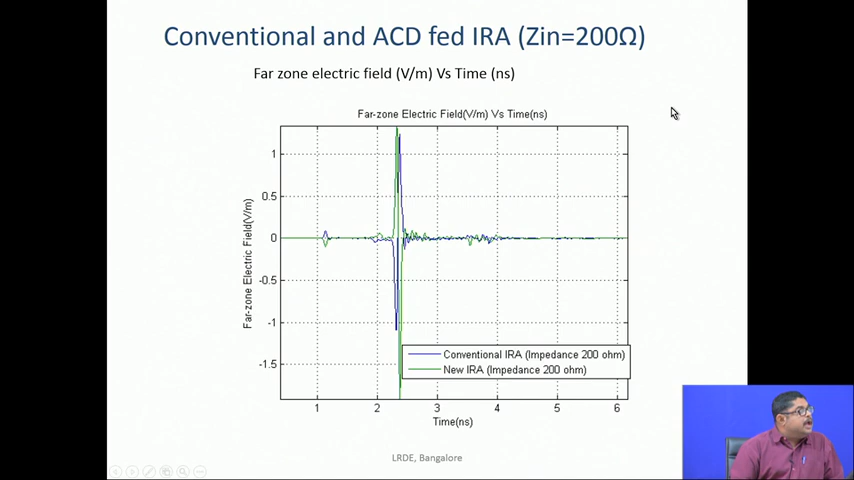 Conventional and ACD fed IRA (Zin=200Ω)
Far zone electric field (V/m) Vs Time (ns)
Far-zone Electric Field(V/m) Vs Time(ns)
Far-zone Electric Field(V/m)
1
0.5
0
-0.5
-1
-1.5
Conventional IRA (Impedance 200 ohm)
New IRA (Impedance 200 ohm)
1 2 3 4 5 6
Time(ns)
LRDE, Bangalore